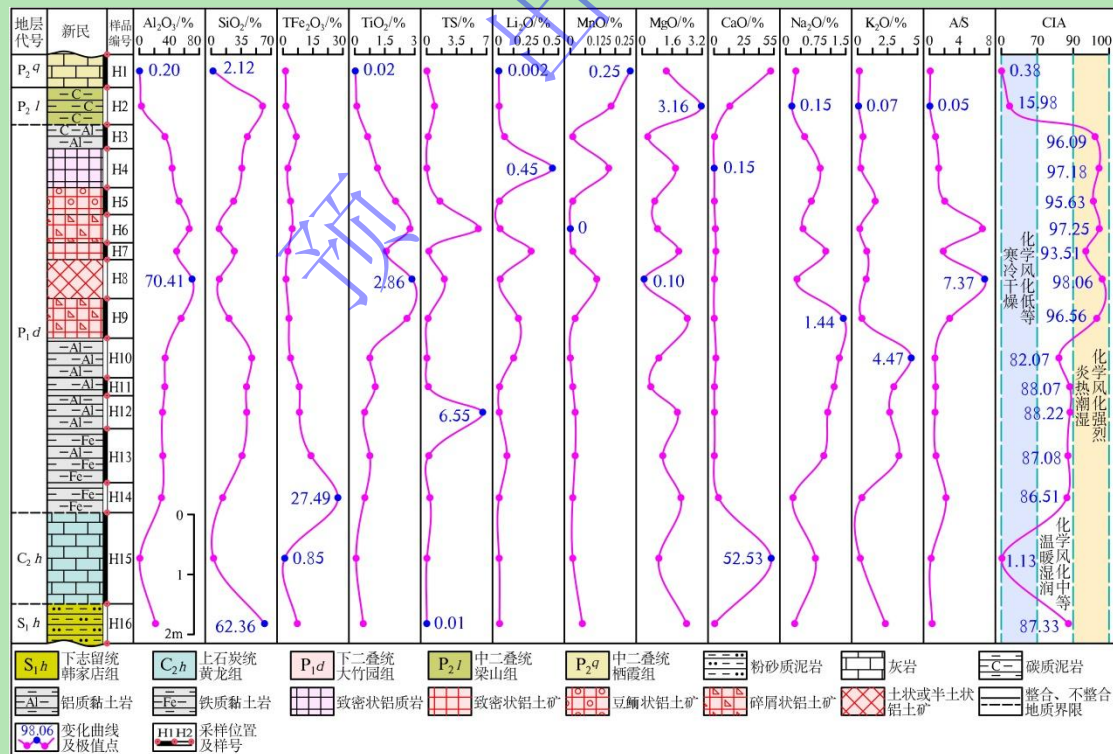 地层代号 新民 样品编号 Al₂O₃/% SiO₂/% TFe₂O₃/% TiO₂/% TS/% Li₂O/% MnO/% MgO/% CaO/% Na₂O/% K₂O/% A/S CIA
0 40 80 0 35 70 0 15 30 0 1.5 3 0 3.5 7 0 0.25 0.5 0 0.125 0.25 0 1.6 3.2 0 25 50 0 0.75 1.5 0 2.5 5 0 4 8 0 70 90 100
P₂q H1 0.20 2.12 0.02 0.002 0.25 0.38
P₂l C C C H2 3.16 0.15 0.07 0.05 15.98
C Al Al H3 96.09
H4 0.45 0.15 97.18
H5 95.63
H6 0 97.25
H7 93.51
H8 70.41 2.86 0.10 7.37 98.06
H9 1.44 96.56
P₁d
Al Al Al H10 4.47 82.07
H11 88.07
Al Al H12 6.55 88.22
Fe Al Fe Fe H13 87.08
Fe Fe H14 27.49 86.51
C₂h H15 0.85 52.53 1.13
S₁h H16 62.36 0.01 87.33
0
1
2m
化学风化低等
寒冷干燥
化学风化强烈
炎热潮湿
化学风化中等
温暖湿润
预
S₁h 下志留统韩家店组 C₂h 上石炭统黄龙组 P₁d 下二叠统大竹园组 P₂l 中二叠统梁山组 P₂q 中二叠统栖霞组 粉砂质泥岩 灰岩 C 碳质泥岩
Al 铝质黏土岩 Fe 铁质黏土岩 致密状铝质岩 致密状铝土矿 豆鲕状铝土矿 碎屑状铝土矿 土状或半土状铝土矿 整合、不整合地质界限
98.06 变化曲线及极值点 H1 H2 采样位置及样号